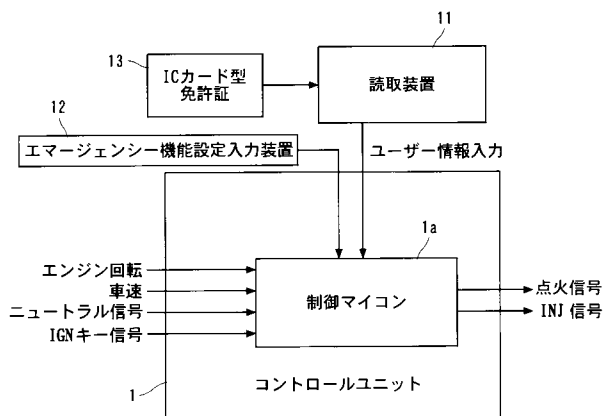 11
13
ICカード型
免許証
読取装置
12
エマージェンシー機能設定入力装置
ユーザー情報入力
1a
エンジン回転
車速
ニュートラル信号
IGNキー信号
制御マイコン
点火信号
INJ 信号
1
コントロールユニット